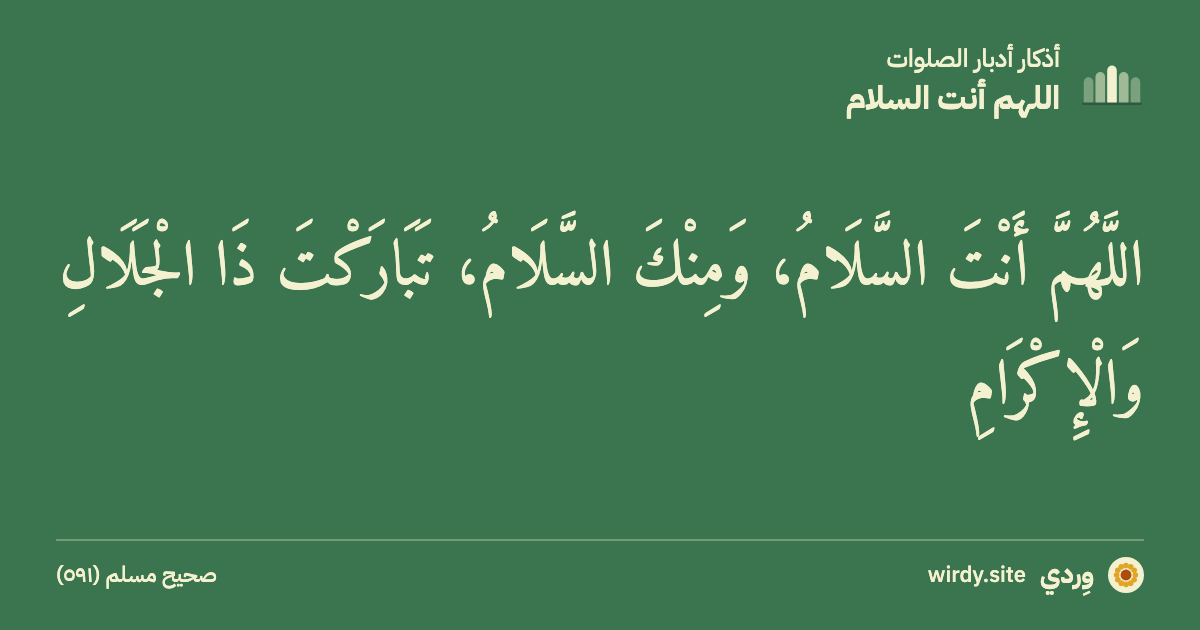 أذكار أدبار الصلوات
اللهم أنت السلام
اللَّهُمَّ أَنْتَ السَّلَامُ، وَمِنْكَ السَّلَامُ، تَبَارَكْتَ ذَا الْجَلَالِ
وَالْإِكْرَامِ
وِردي wirdy.site
صحيح مسلم (٥٩١)